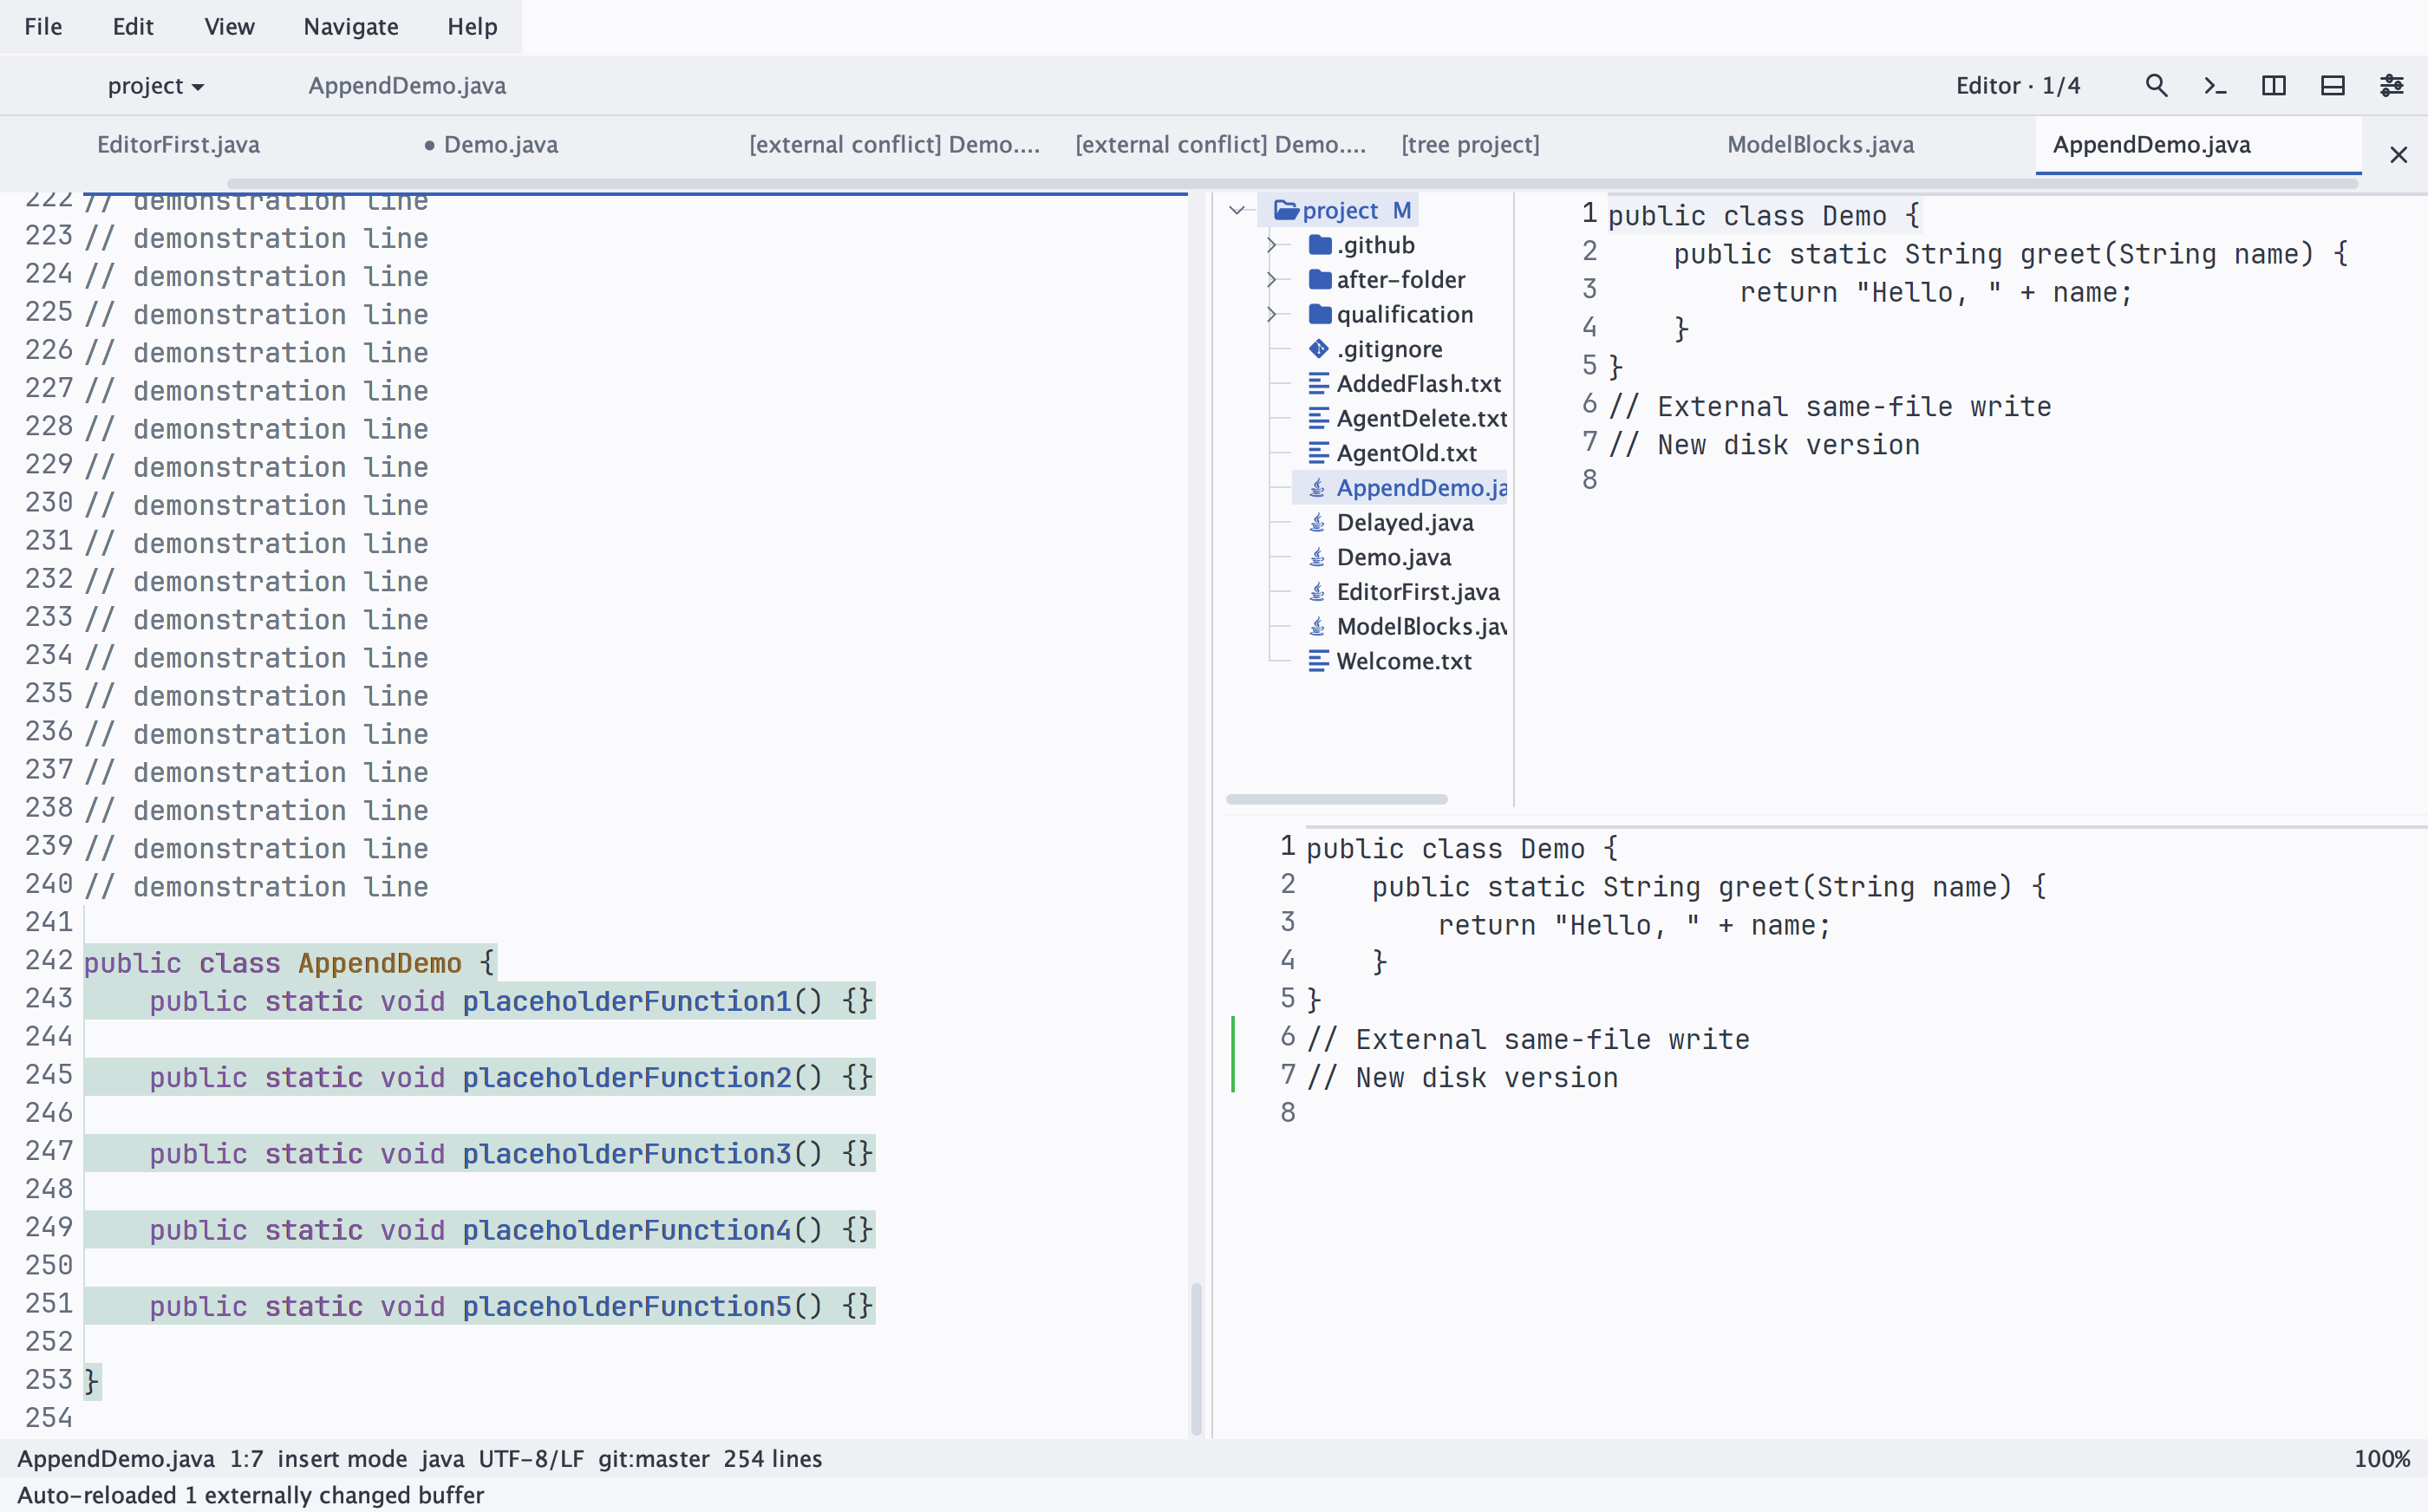 File Edit View Navigate Help
project AppendDemo.java Editor · 1/4
EditorFirst.java ● Demo.java [external conflict] Demo.... [external conflict] Demo.... [tree project] ModelBlocks.java AppendDemo.java
222 // demonstration line
223 // demonstration line
224 // demonstration line
225 // demonstration line
226 // demonstration line
227 // demonstration line
228 // demonstration line
229 // demonstration line
230 // demonstration line
231 // demonstration line
232 // demonstration line
233 // demonstration line
234 // demonstration line
235 // demonstration line
236 // demonstration line
237 // demonstration line
238 // demonstration line
239 // demonstration line
240 // demonstration line
241
242 public class AppendDemo {
243     public static void placeholderFunction1() {}
244
245     public static void placeholderFunction2() {}
246
247     public static void placeholderFunction3() {}
248
249     public static void placeholderFunction4() {}
250
251     public static void placeholderFunction5() {}
252
253 }
254
project M
.github
after-folder
qualification
.gitignore
AddedFlash.txt
AgentDelete.txt
AgentOld.txt
AppendDemo.ja
Delayed.java
Demo.java
EditorFirst.java
ModelBlocks.jav
Welcome.txt
1 public class Demo {
2     public static String greet(String name) {
3         return "Hello, " + name;
4     }
5 }
6 // External same-file write
7 // New disk version
8
1 public class Demo {
2     public static String greet(String name) {
3         return "Hello, " + name;
4     }
5 }
6 // External same-file write
7 // New disk version
8
AppendDemo.java 1:7 insert mode java UTF-8/LF git:master 254 lines 100%
Auto-reloaded 1 externally changed buffer